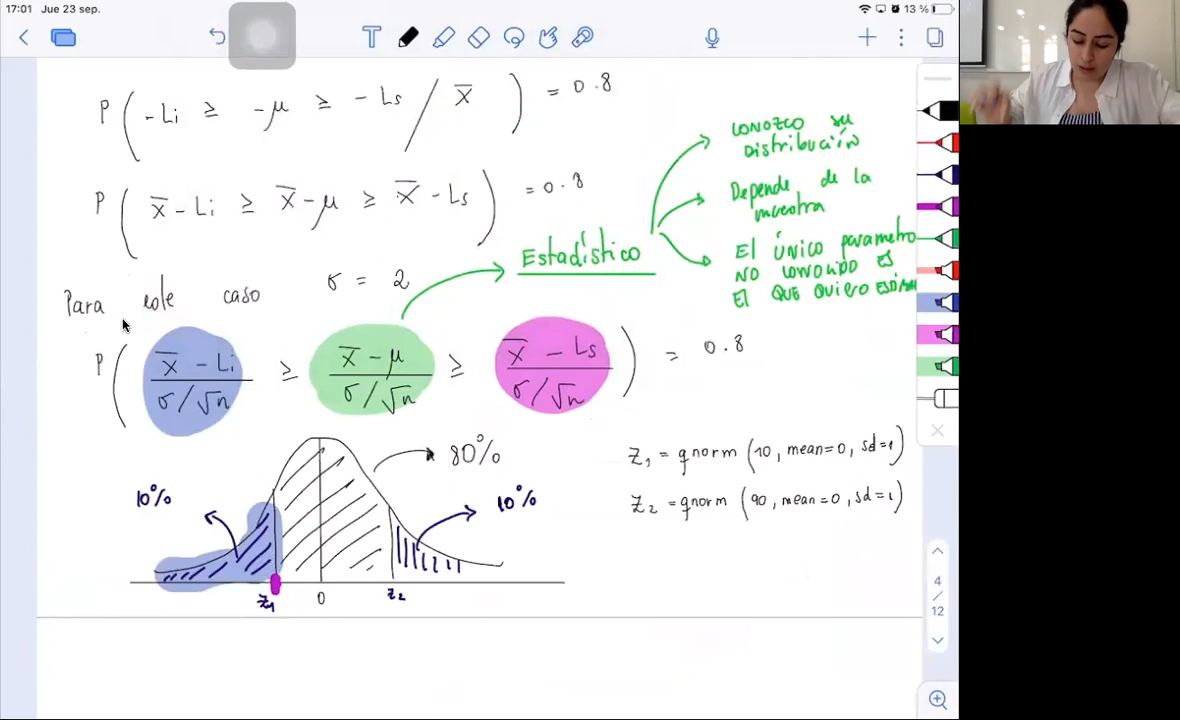 17:01 Jue 23 sep.
13 %
P ( -Li ≥ -μ ≥ -Ls / x̅ ) = 0.8
P ( x̅ - Li ≥ x̅ - μ ≥ x̅ - Ls ) = 0.8
CONOZCO su
Distribución
Depende de la
muestra
El único parametro
NO CONOCIDO ES
El QUE QUIERO ESTIMAR
Estadístico
Para este caso σ = 2
P ( x̅ - Li / σ/√n ≥ x̅ - μ / σ/√n ≥ x̅ - Ls / σ/√n ) = 0.8
80%
10%
10%
z1 0 z2
Z1 = qnorm (10, mean=0, sd=1)
Z2 = qnorm (90, mean=0, sd=1)
4
/
12